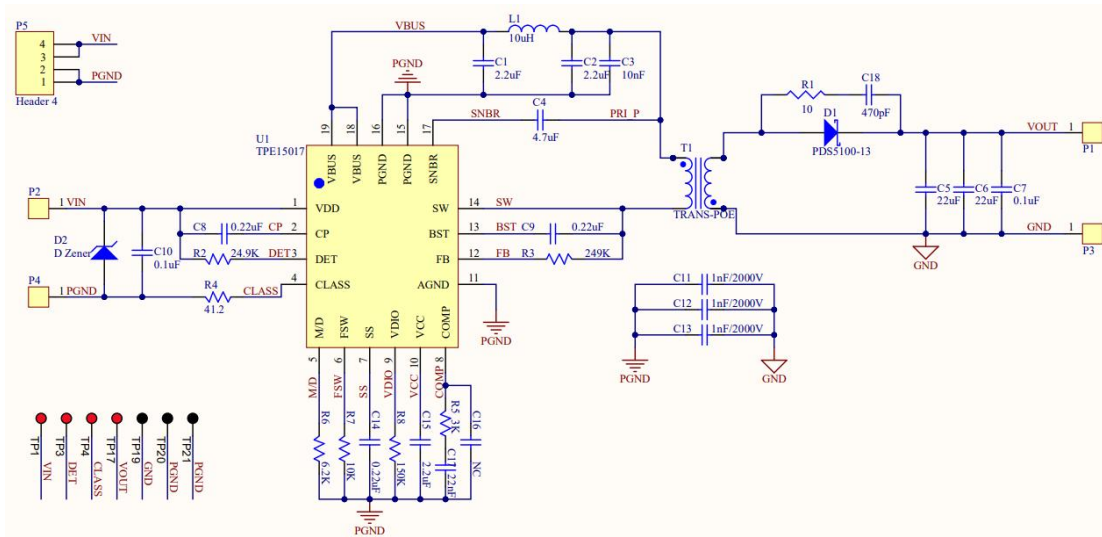 P5
4
3
2
1
VIN
PGND
Header 4
VBUS
L1
10uH
C1
2.2uF
C2
2.2uF
C3
10nF
PGND
SNBR
C4
4.7uF
PRI_P
U1
TPE15017
19
18
16
15
17
VBUS
VBUS
PGND
PGND
SNBR
R1
10
C18
470pF
D1
PDS5100-13
VOUT
1
P1
T1
TRANS-POE
C5
22uF
C6
22uF
C7
0.1uF
GND
1
P3
GND
P2
1
VIN
D2
D Zener
C10
0.1uF
P4
1
PGND
C8
0.22uF
CP
R2
24.9K
DET
R4
41.2
CLASS
1
2
3
4
VDD
CP
DET
CLASS
SW
BST
FB
AGND
14
13
12
11
SW
BST
C9
0.22uF
FB
R3
249K
PGND
M/D
FSW
SS
VDIO
VCC
COMP
5
6
7
9
10
8
M/D
FSW
SS
VDIO
VCC
COMP
R6
6.2K
R7
10K
C14
0.22uF
R8
150K
C15
2.2uF
R5
3K
C17
22nF
C16
NC
PGND
C11
1nF/2000V
C12
1nF/2000V
C13
1nF/2000V
PGND
GND
TP1
VIN
TP3
DET
TP4
CLASS
TP17
VOUT
TP19
GND
TP20
PGND
TP21
PGND